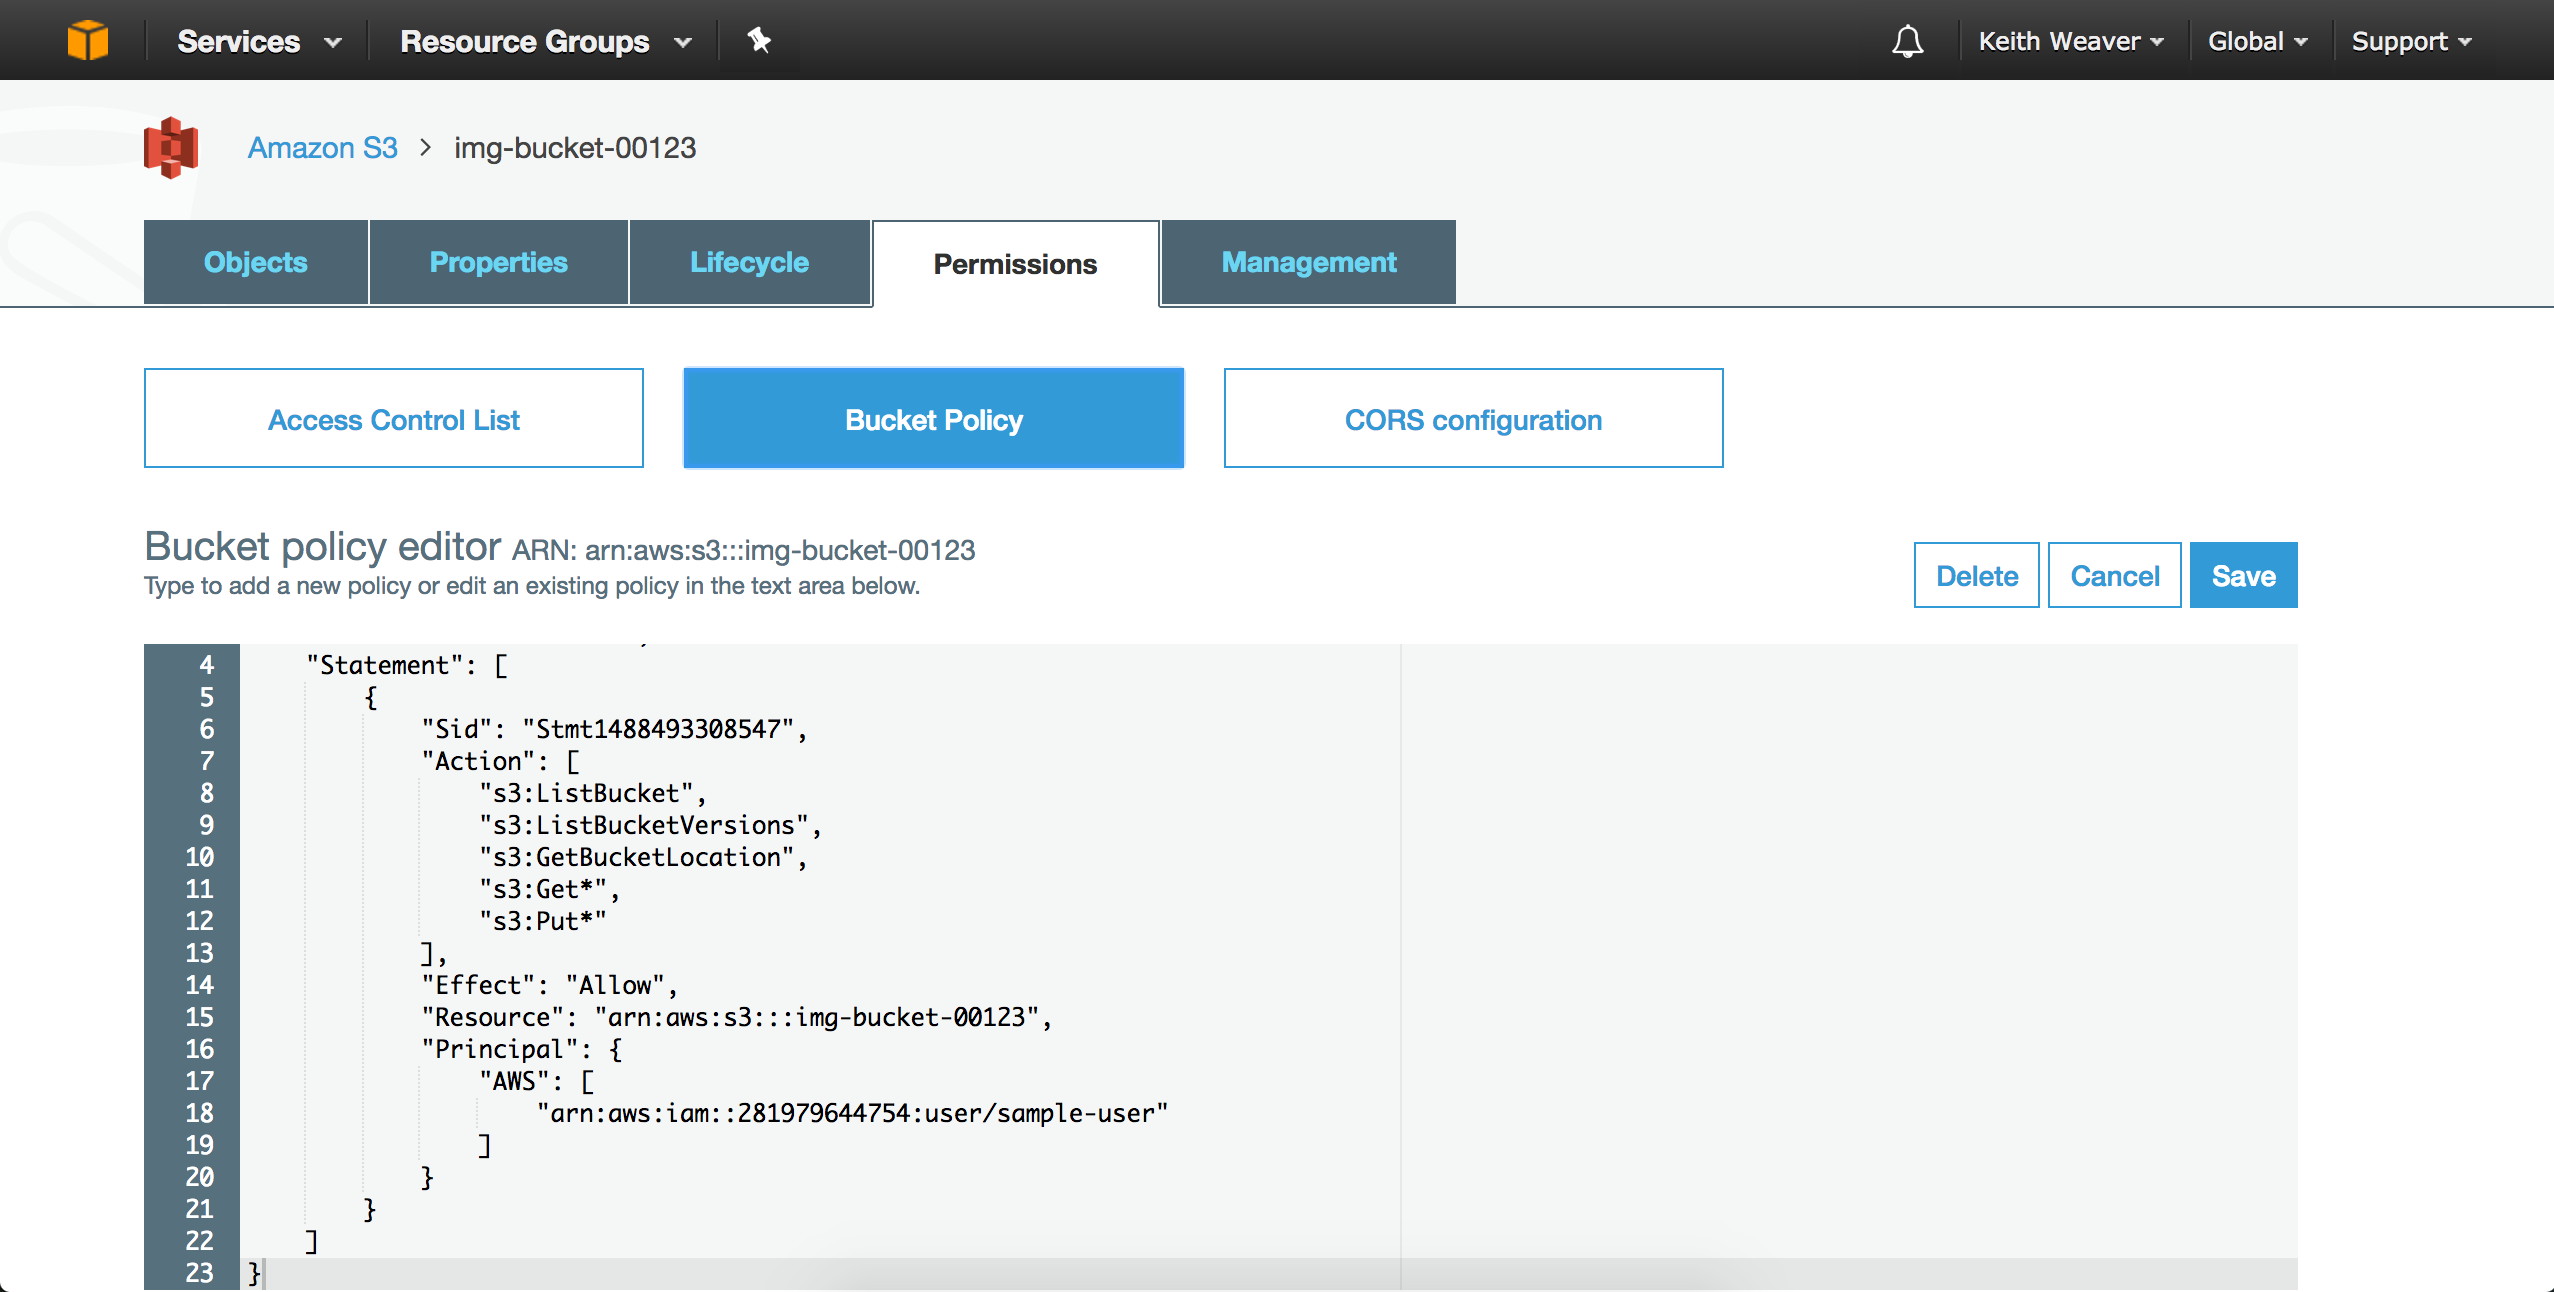 Services Resource Groups Keith Weaver Global Support
Amazon S3 > img-bucket-00123
Objects Properties Lifecycle Permissions Management
Access Control List Bucket Policy CORS configuration
Bucket policy editor ARN: arn:aws:s3:::img-bucket-00123
Type to add a new policy or edit an existing policy in the text area below.
Delete Cancel Save
4 "Statement": [
5 {
6 "Sid": "Stmt1488493308547",
7 "Action": [
8 "s3:ListBucket",
9 "s3:ListBucketVersions",
10 "s3:GetBucketLocation",
11 "s3:Get*",
12 "s3:Put*"
13 ],
14 "Effect": "Allow",
15 "Resource": "arn:aws:s3:::img-bucket-00123",
16 "Principal": {
17 "AWS": [
18 "arn:aws:iam::281979644754:user/sample-user"
19 ]
20 }
21 }
22 ]
23 }